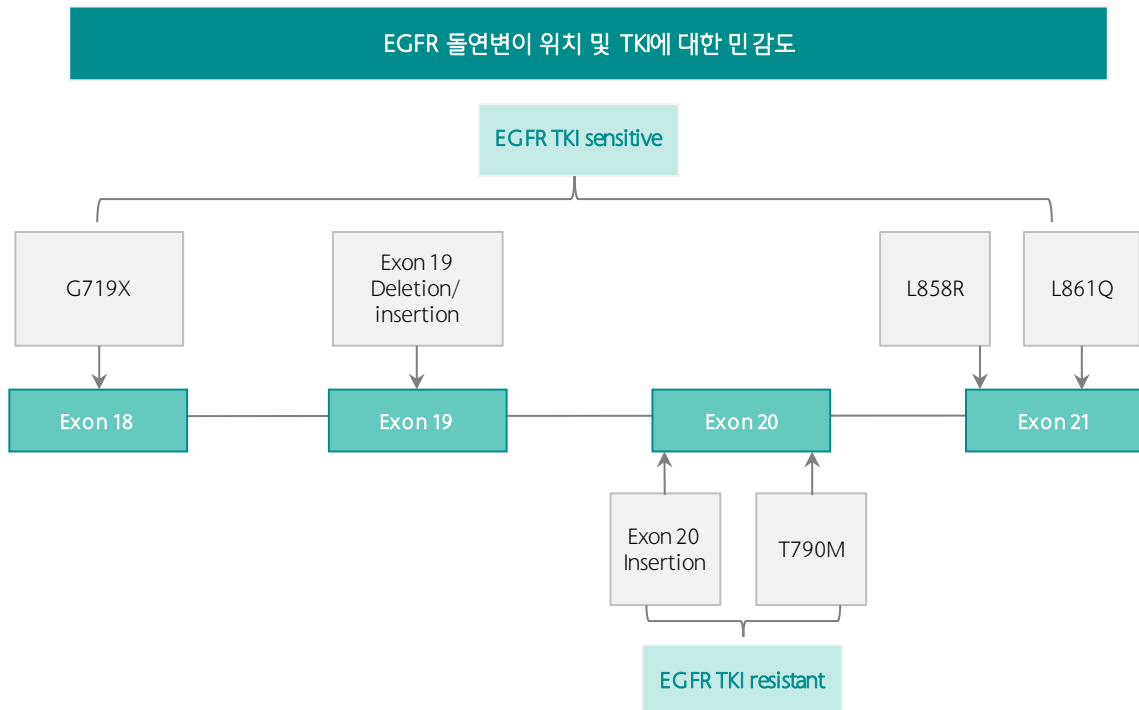 EGFR 돌연변이 위치 및 TKI에 대한 민감도
EGFR TKI sensitive
G719X
Exon 19
Deletion/
insertion
L858R
L861Q
Exon 18
Exon 19
Exon 20
Exon 21
Exon 20
Insertion
T790M
EGFR TKI resistant